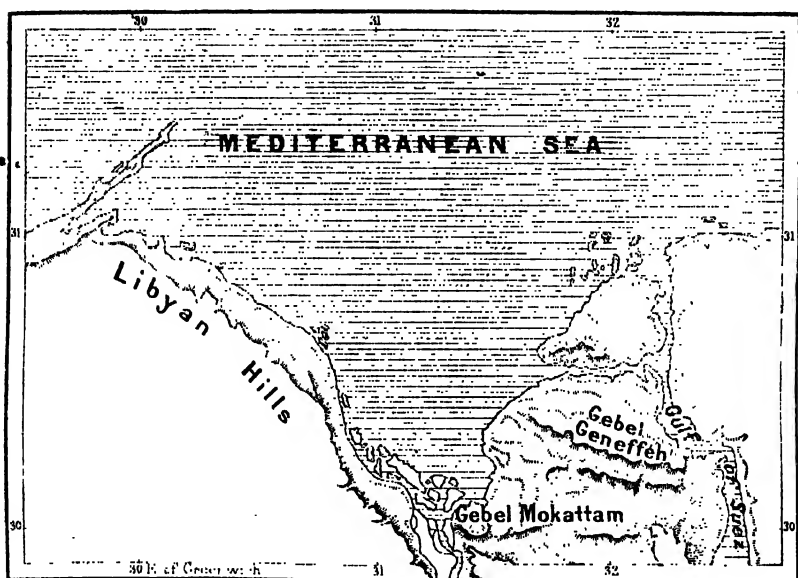 30 31 32
MEDITERRANEAN SEA
31 31
Libyan
Hills
Gebel
Geneffeh
Gulf
of Suez
Gebel Mokattam
30 30
30 E. of Greenwich 31 32